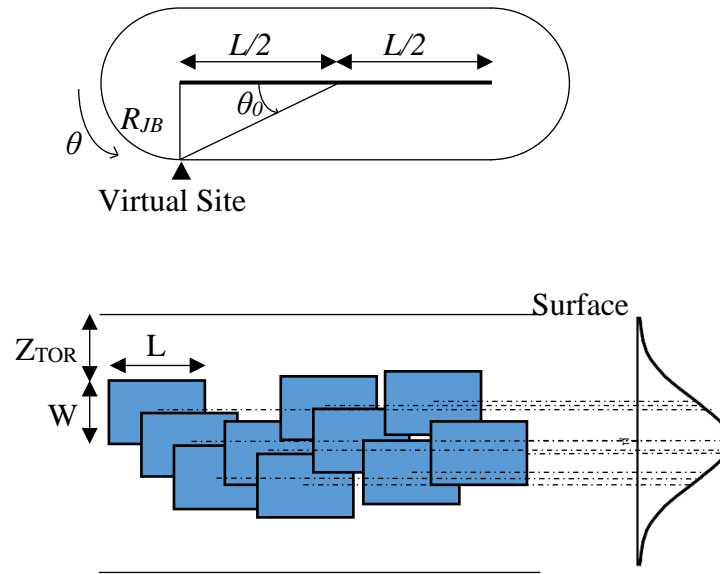 L/2 L/2
θ0
RJB
θ
Virtual Site
Surface
ZTOR
L
W